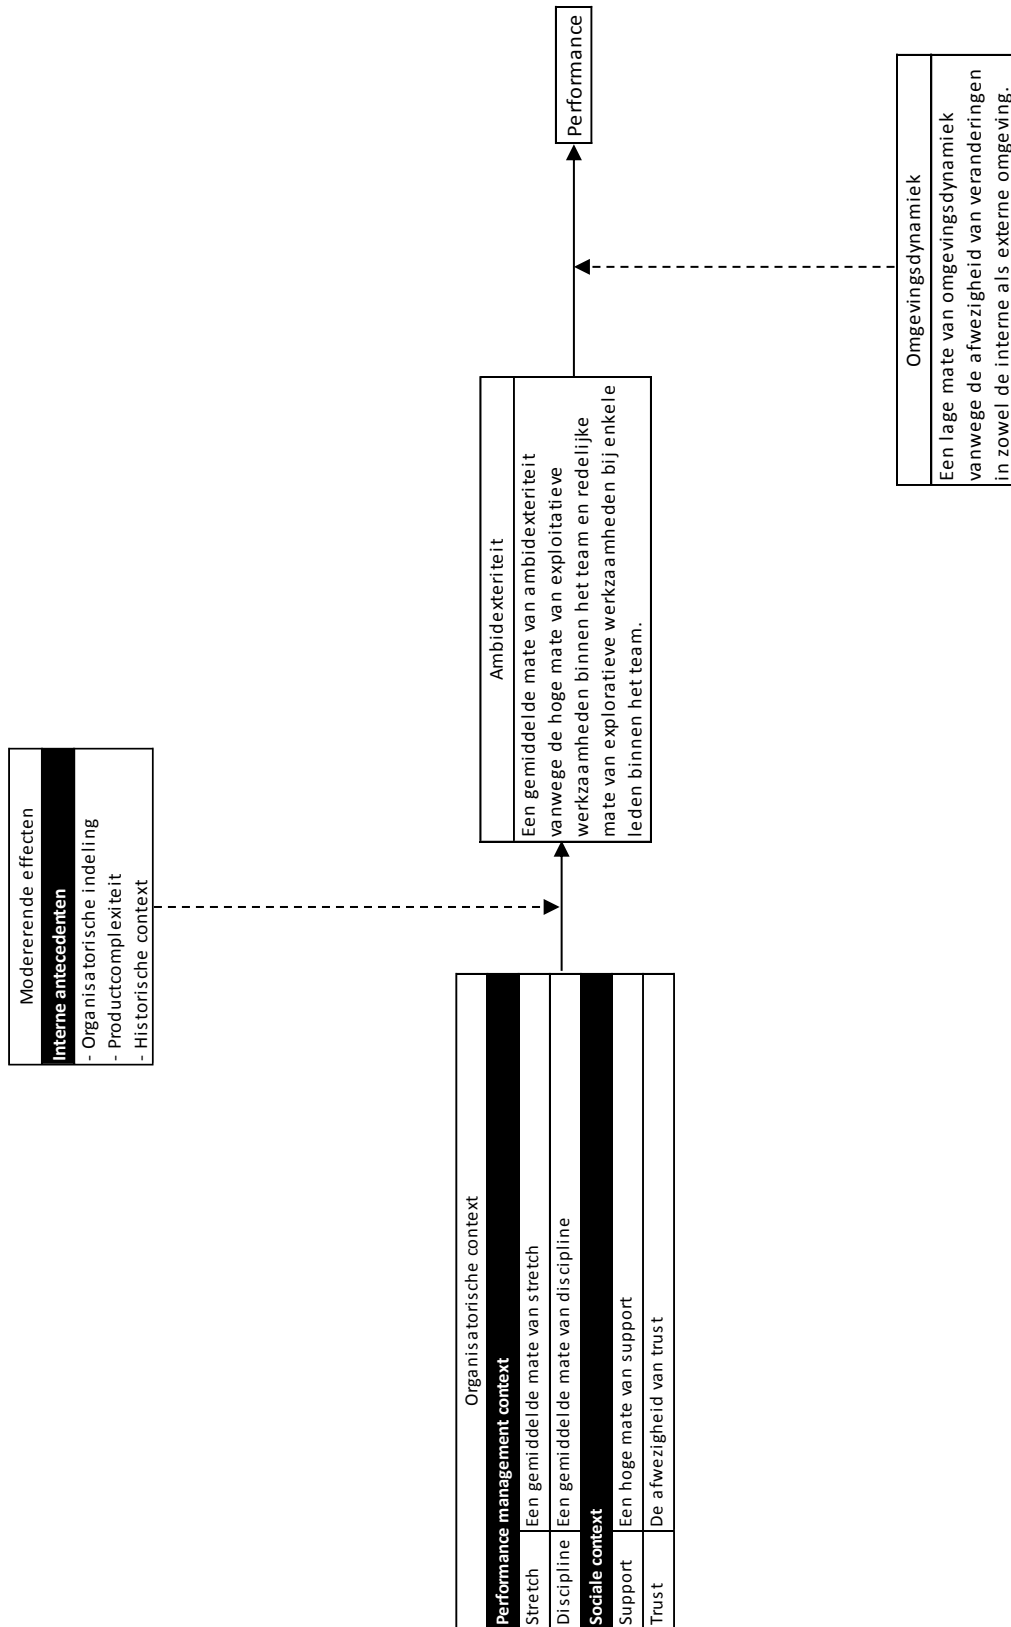 Modererende effecten
Interne antecedenten
- Organisatorische indeling
- Productcomplexiteit
- Historische context
Organisatorische context
Performance management context
Stretch Een gemiddelde mate van stretch
Discipline Een gemiddelde mate van discipline
Sociale context
Support Een hoge mate van support
Trust De afwezigheid van trust
Ambidexteriteit
Een gemiddelde mate van ambidexteriteit
vanwege de hoge mate van exploitatieve
werkzaamheden binnen het team en redelijke
mate van exploratieve werkzaamheden bij enkele
leden binnen het team.
Performance
Omgevingsdynamiek
Een lage mate van omgevingsdynamiek
vanwege de afwezigheid van veranderingen
in zowel de interne als externe omgeving.